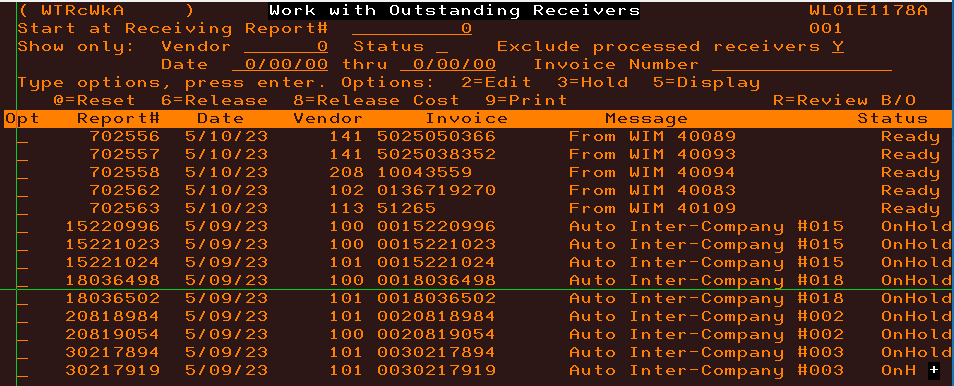 ( WTRcWkA ) Work with Outstanding Receivers WL01E1178A
Start at Receiving Report# 0 001
Show only: Vendor 0 Status _ Exclude processed receivers Y
Date 0/00/00 thru 0/00/00 Invoice Number
Type options, press enter. Options: 2=Edit 3=Hold 5=Display
@=Reset 6=Release 8=Release Cost 9=Print R=Review B/O
Opt Report# Date Vendor Invoice Message Status
_ 702556 5/10/23 141 5025050366 From WIM 40089 Ready
_ 702557 5/10/23 141 5025038352 From WIM 40093 Ready
_ 702558 5/10/23 208 10043559 From WIM 40094 Ready
_ 702562 5/10/23 102 0136719270 From WIM 40083 Ready
_ 702563 5/10/23 113 51265 From WIM 40109 Ready
_ 15220996 5/09/23 100 0015220996 Auto Inter-Company #015 OnHold
_ 15221023 5/09/23 100 0015221023 Auto Inter-Company #015 OnHold
_ 15221024 5/09/23 101 0015221024 Auto Inter-Company #015 OnHold
_ 18036498 5/09/23 100 0018036498 Auto Inter-Company #018 OnHold
_ 18036502 5/09/23 101 0018036502 Auto Inter-Company #018 OnHold
_ 20818984 5/09/23 101 0020818984 Auto Inter-Company #002 OnHold
_ 20819054 5/09/23 100 0020819054 Auto Inter-Company #002 OnHold
_ 30217894 5/09/23 101 0030217894 Auto Inter-Company #003 OnHold
_ 30217919 5/09/23 101 0030217919 Auto Inter-Company #003 OnH +